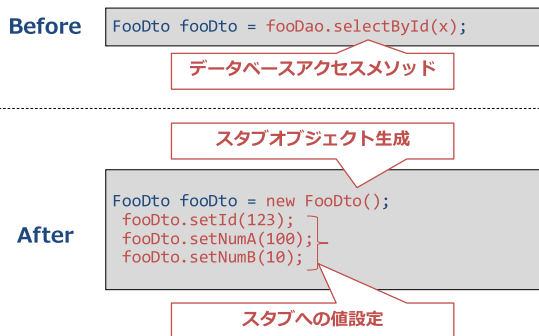 Before
FooDto fooDto = fooDao.selectById(x);
データベースアクセスメソッド
スタブオブジェクト生成
After
FooDto fooDto = new FooDto();
fooDto.setId(123);
fooDto.setNumA(100);
fooDto.setNumB(10);
スタブへの値設定